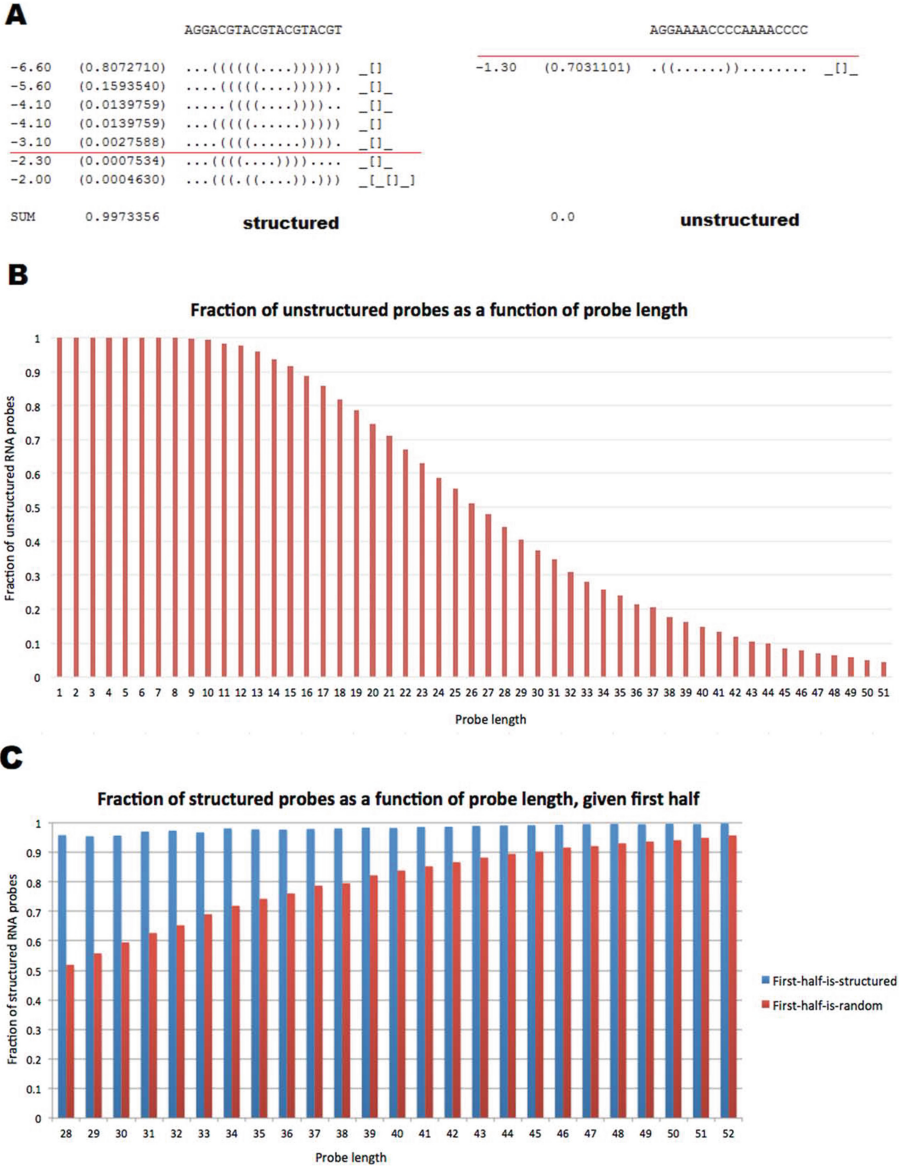 A
AGGACGTACGTACGTACGT
AGGAAAACCCCAAAACCCC
-6.60 (0.8072710) ...((((((....)))))) _[]
-5.60 (0.1593540) ...(((((......))))). _[]_
-4.10 (0.0139759) .....((((....)))).. _[]_
-4.10 (0.0139759) ...(((((......))))) _[]
-3.10 (0.0027588) ...((((......)))). _[]_
-2.30 (0.0007534) ...((((....)))).... _[]_
-2.00 (0.0004630) ...(((.((....)).))) _[_[]_]
-1.30 (0.7031101) .((......))........ _[]_
SUM 0.9973356 structured
0.0 unstructured
B
Fraction of unstructured probes as a function of probe length
Fraction of unstructured RNA probes
1
0.9
0.8
0.7
0.6
0.5
0.4
0.3
0.2
0.1
0
1 2 3 4 5 6 7 8 9 10 11 12 13 14 15 16 17 18 19 20 21 22 23 24 25 26 27 28 29 30 31 32 33 34 35 36 37 38 39 40 41 42 43 44 45 46 47 48 49 50 51
Probe length
C
Fraction of structured probes as a function of probe length, given first half
Fraction of structured RNA probes
1
0.9
0.8
0.7
0.6
0.5
0.4
0.3
0.2
0.1
0
28 29 30 31 32 33 34 35 36 37 38 39 40 41 42 43 44 45 46 47 48 49 50 51 52
Probe length
First-half-is-structured
First-half-is-random